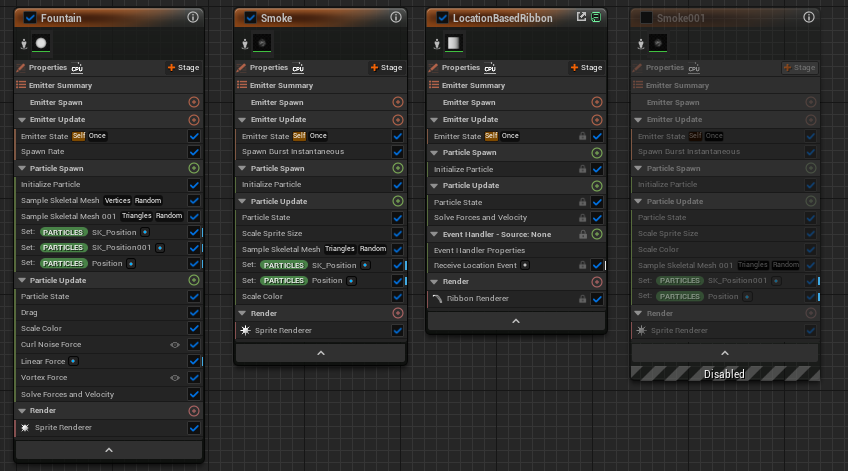 Fountain
Properties CPU + Stage
Emitter Summary
Emitter Spawn
Emitter Update
Emitter State Self Once
Spawn Rate
Particle Spawn
Initialize Particle
Sample Skeletal Mesh Vertices Random
Sample Skeletal Mesh 001 Triangles Random
Set: PARTICLES SK_Position
Set: PARTICLES SK_Position001
Set: PARTICLES Position
Particle Update
Particle State
Drag
Scale Color
Curl Noise Force
Linear Force
Vortex Force
Solve Forces and Velocity
Render
Sprite Renderer
Smoke
Properties CPU + Stage
Emitter Summary
Emitter Spawn
Emitter Update
Emitter State Self Once
Spawn Burst Instantaneous
Particle Spawn
Initialize Particle
Particle Update
Particle State
Scale Sprite Size
Sample Skeletal Mesh Triangles Random
Set: PARTICLES SK_Position
Set: PARTICLES Position
Scale Color
Render
Sprite Renderer
LocationBasedRibbon
Properties CPU + Stage
Emitter Summary
Emitter Spawn
Emitter Update
Emitter State Self Once
Particle Spawn
Initialize Particle
Particle Update
Particle State
Solve Forces and Velocity
Event Handler - Source: None
Event Handler Properties
Receive Location Event
Render
Ribbon Renderer
Smoke001
Properties CPU + Stage
Emitter Summary
Emitter Spawn
Emitter Update
Emitter State Self Once
Spawn Burst Instantaneous
Particle Spawn
Initialize Particle
Particle Update
Particle State
Scale Sprite Size
Scale Color
Sample Skeletal Mesh 001 Triangles Random
Set: PARTICLES SK_Position001
Set: PARTICLES Position
Render
Sprite Renderer
Disabled